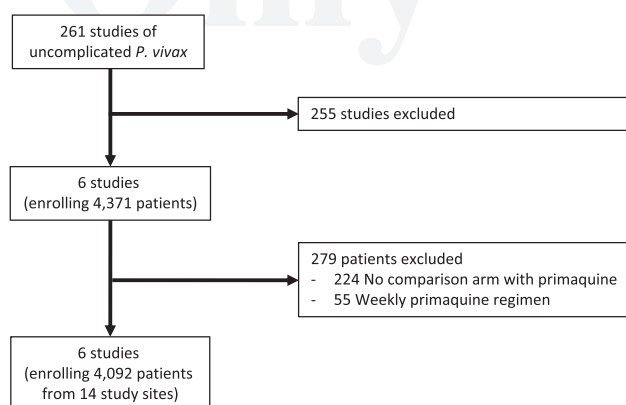 261 studies of
uncomplicated P. vivax
255 studies excluded
6 studies
(enrolling 4,371 patients)
279 patients excluded
- 224 No comparison arm with primaquine
- 55 Weekly primaquine regimen
6 studies
(enrolling 4,092 patients
from 14 study sites)